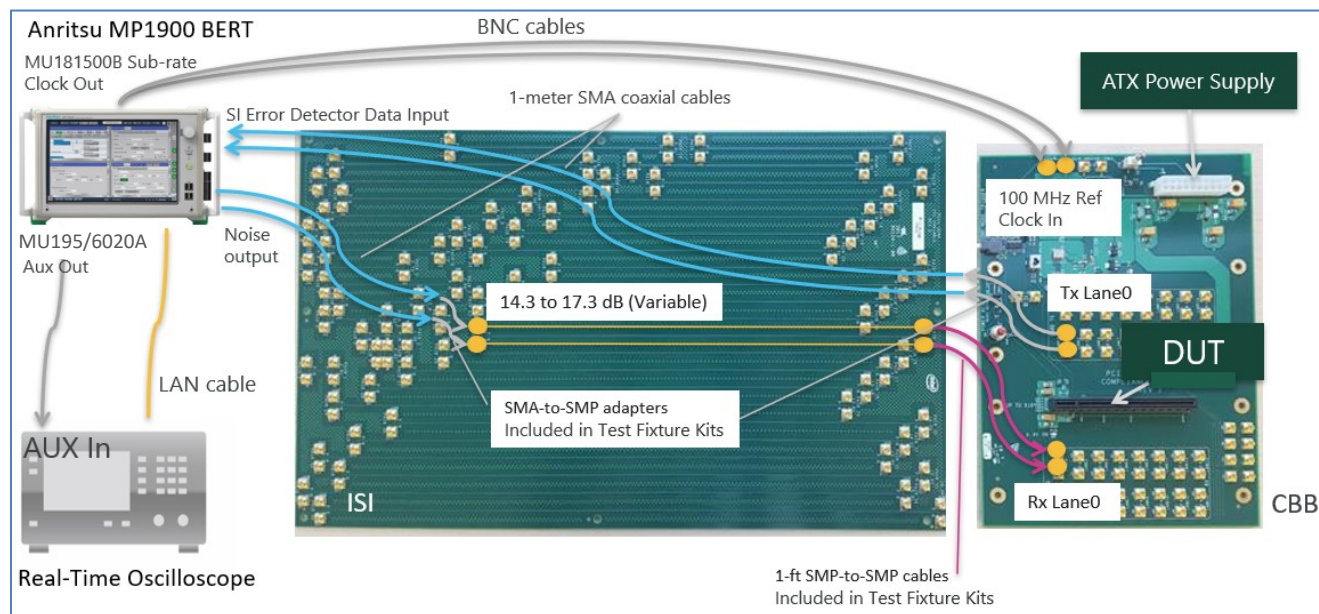 Anritsu MP1900 BERT
MU181500B Sub-rate
Clock Out
BNC cables
ATX Power Supply
1-meter SMA coaxial cables
SI Error Detector Data Input
100 MHz Ref
Clock In
MU195/6020A
Aux Out
Noise
output
14.3 to 17.3 dB (Variable)
Tx Lane0
DUT
LAN cable
SMA-to-SMP adapters
Included in Test Fixture Kits
AUX In
ISI
Rx Lane0
CBB
Real-Time Oscilloscope
1-ft SMP-to-SMP cables
Included in Test Fixture Kits